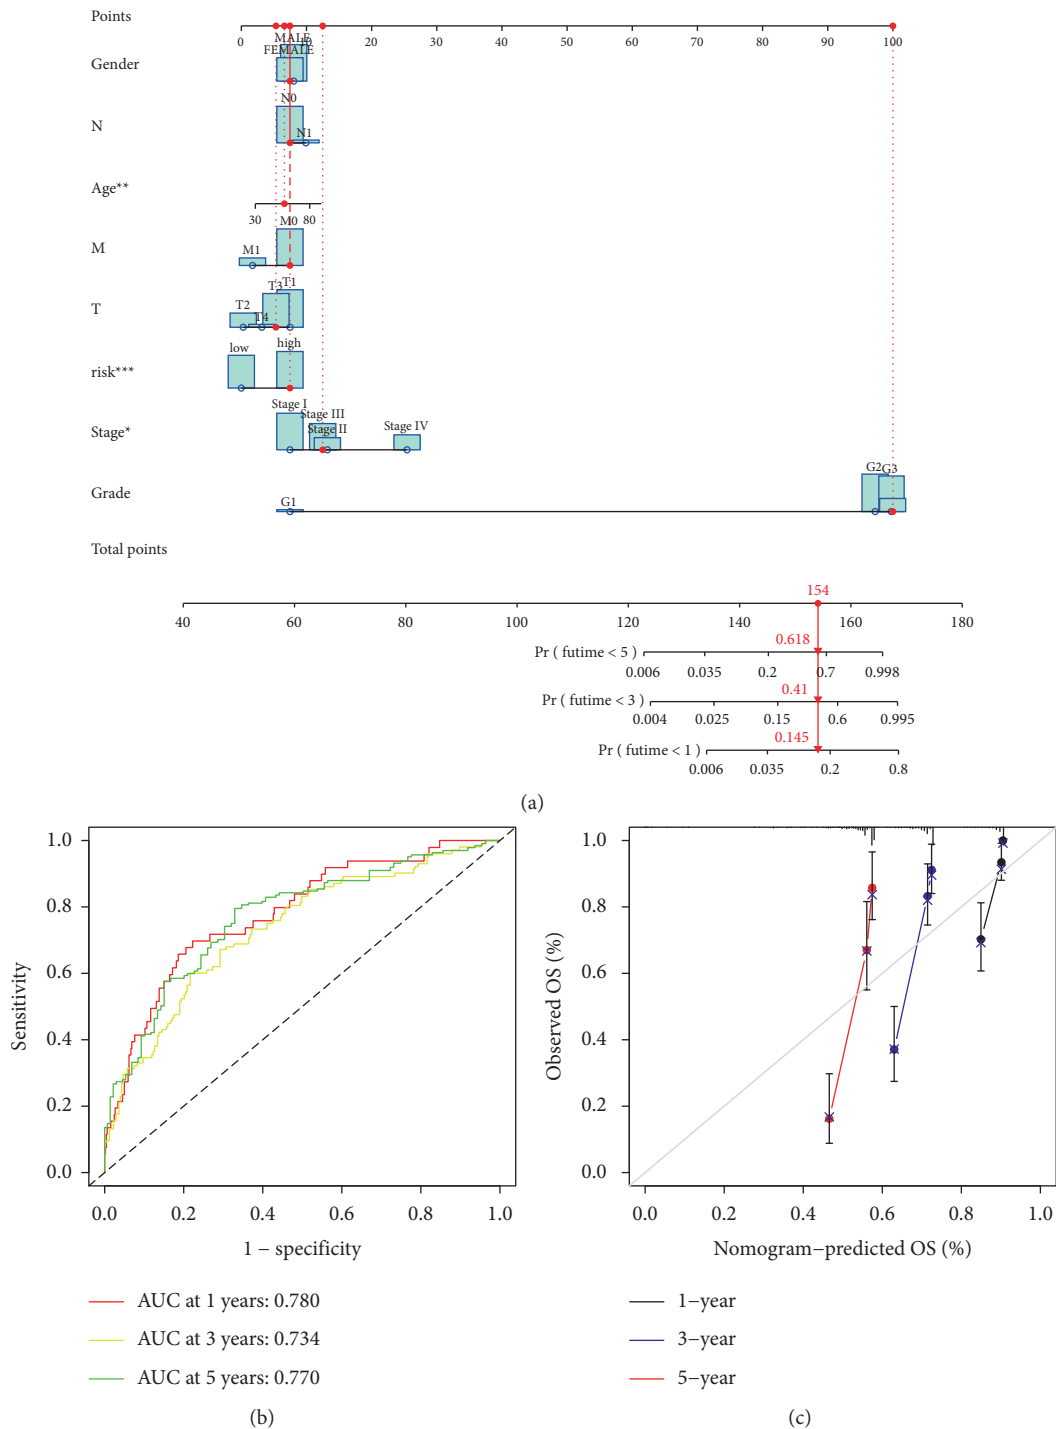 Points
0 10 20 30 40 50 60 70 80 90 100
MALE
FEMALE
Gender
N0
N
N1
Age**
30 80
M0
M
M1
T3 T1
T
T2
T4
low high
risk***
Stage I
Stage III
Stage II
Stage IV
Stage*
G2 G3
Grade
G1
Total points
154
40 60 80 100 120 140 160 180
0.618
Pr ( futime < 5 )
0.006 0.035 0.2 0.7 0.998
0.41
Pr ( futime < 3 )
0.004 0.025 0.15 0.6 0.995
0.145
Pr ( futime < 1 )
0.006 0.035 0.2 0.8
(a)
1.0
0.8
0.6
0.4
0.2
0.0
Sensitivity
0.0 0.2 0.4 0.6 0.8 1.0
1 − specificity
AUC at 1 years: 0.780
AUC at 3 years: 0.734
AUC at 5 years: 0.770
(b)
1.0
0.8
0.6
0.4
0.2
0.0
Observed OS (%)
0.0 0.2 0.4 0.6 0.8 1.0
Nomogram−predicted OS (%)
1−year
3−year
5−year
(c)